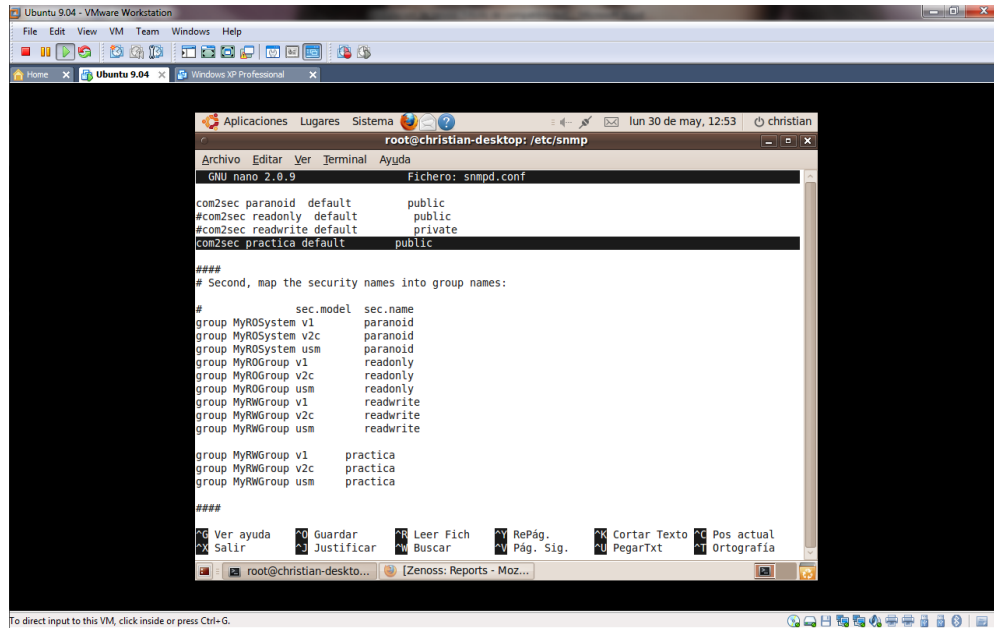 Ubuntu 9.04 - VMware Workstation
File Edit View VM Team Windows Help
Home Ubuntu 9.04 Windows XP Professional
Aplicaciones Lugares Sistema lun 30 de may, 12:53 christian
root@christian-desktop: /etc/snmp
Archivo Editar Ver Terminal Ayuda
GNU nano 2.0.9 Fichero: snmpd.conf
com2sec paranoid default public
#com2sec readonly default public
#com2sec readwrite default private
com2sec practica default public
####
# Second, map the security names into group names:
# sec.model sec.name
group MyROSystem v1 paranoid
group MyROSystem v2c paranoid
group MyROSystem usm paranoid
group MyROGroup v1 readonly
group MyROGroup v2c readonly
group MyROGroup usm readonly
group MyRWGroup v1 readwrite
group MyRWGroup v2c readwrite
group MyRWGroup usm readwrite
group MyRWGroup v1 practica
group MyRWGroup v2c practica
group MyRWGroup usm practica
####
^G Ver ayuda ^O Guardar ^R Leer Fich ^Y RePág. ^K Cortar Texto ^C Pos actual
^X Salir ^J Justificar ^W Buscar ^V Pág. Sig. ^U PegarTxt ^T Ortografía
root@christian-deskto... [Zenoss: Reports - Moz...
To direct input to this VM, click inside or press Ctrl+G.